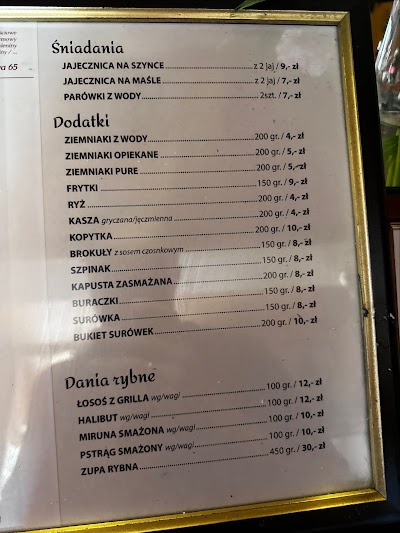 Śniadania
JAJECZNICA NA SZYNCE z 2 jaj / 9,- zł
JAJECZNICA NA MAŚLE z 2 jaj / 7,- zł
PARÓWKI Z WODY 2szt. / 7,- zł
Dodatki
ZIEMNIAKI Z WODY 200 gr. / 4,- zł
ZIEMNIAKI OPIEKANE 200 gr. / 5,- zł
ZIEMNIAKI PURE 200 gr. / 5,- zł
FRYTKI 150 gr. / 9,- zł
RYŻ 200 gr. / 4,- zł
KASZA gryczana/jęczmienna 200 gr. / 4,- zł
KOPYTKA 200 gr. / 10,- zł
BROKUŁY z sosem czosnkowym 150 gr. / 8,- zł
SZPINAK 150 gr. / 8,- zł
KAPUSTA ZASMAŻANA 200 gr. / 8,- zł
BURACZKI 150 gr. / 8,- zł
SURÓWKA 150 gr. / 8,- zł
BUKIET SURÓWEK 200 gr. / 10,- zł
Dania rybne
ŁOSOŚ Z GRILLA wg/wagi 100 gr. / 12,- zł
HALIBUT wg/wagi 100 gr. / 12,- zł
MIRUNA SMAŻONA wg/wagi 100 gr. / 10,- zł
PSTRĄG SMAŻONY wg/wagi 100 gr. / 10,- zł
ZUPA RYBNA 450 gr. / 30,- zł